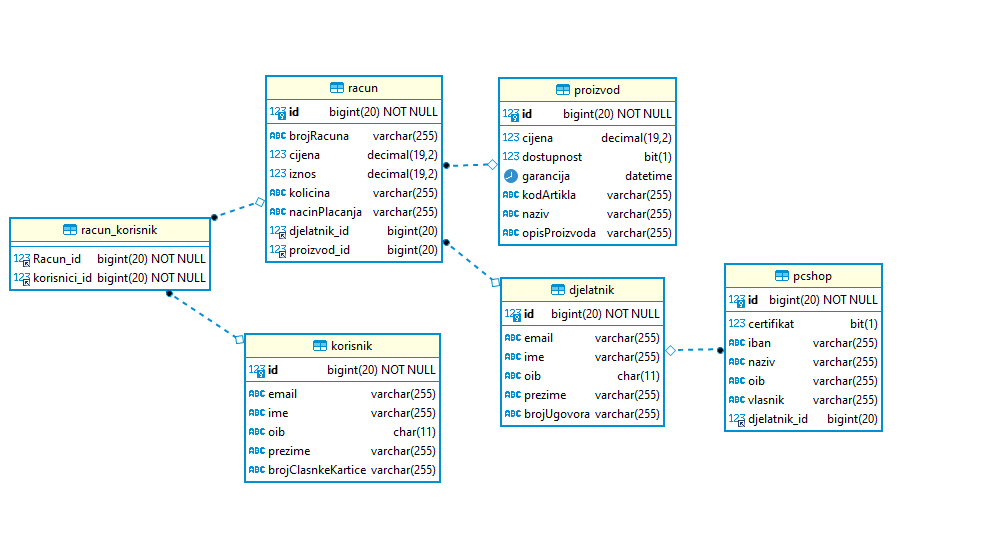 racun
123 id bigint(20) NOT NULL
ABC brojRacuna varchar(255)
123 cijena decimal(19,2)
123 iznos decimal(19,2)
ABC kolicina varchar(255)
ABC nacinPlacanja varchar(255)
123 djelatnik_id bigint(20)
123 proizvod_id bigint(20)
proizvod
123 id bigint(20) NOT NULL
123 cijena decimal(19,2)
123 dostupnost bit(1)
garancija datetime
ABC kodArtikla varchar(255)
ABC naziv varchar(255)
ABC opisProizvoda varchar(255)
racun_korisnik
123 Racun_id bigint(20) NOT NULL
123 korisnici_id bigint(20) NOT NULL
djelatnik
123 id bigint(20) NOT NULL
ABC email varchar(255)
ABC ime varchar(255)
ABC oib char(11)
ABC prezime varchar(255)
ABC brojUgovora varchar(255)
pcshop
123 id bigint(20) NOT NULL
123 certifikat bit(1)
ABC iban varchar(255)
ABC naziv varchar(255)
ABC oib varchar(255)
ABC vlasnik varchar(255)
123 djelatnik_id bigint(20)
korisnik
123 id bigint(20) NOT NULL
ABC email varchar(255)
ABC ime varchar(255)
ABC oib char(11)
ABC prezime varchar(255)
ABC brojClasnkeKartice varchar(255)